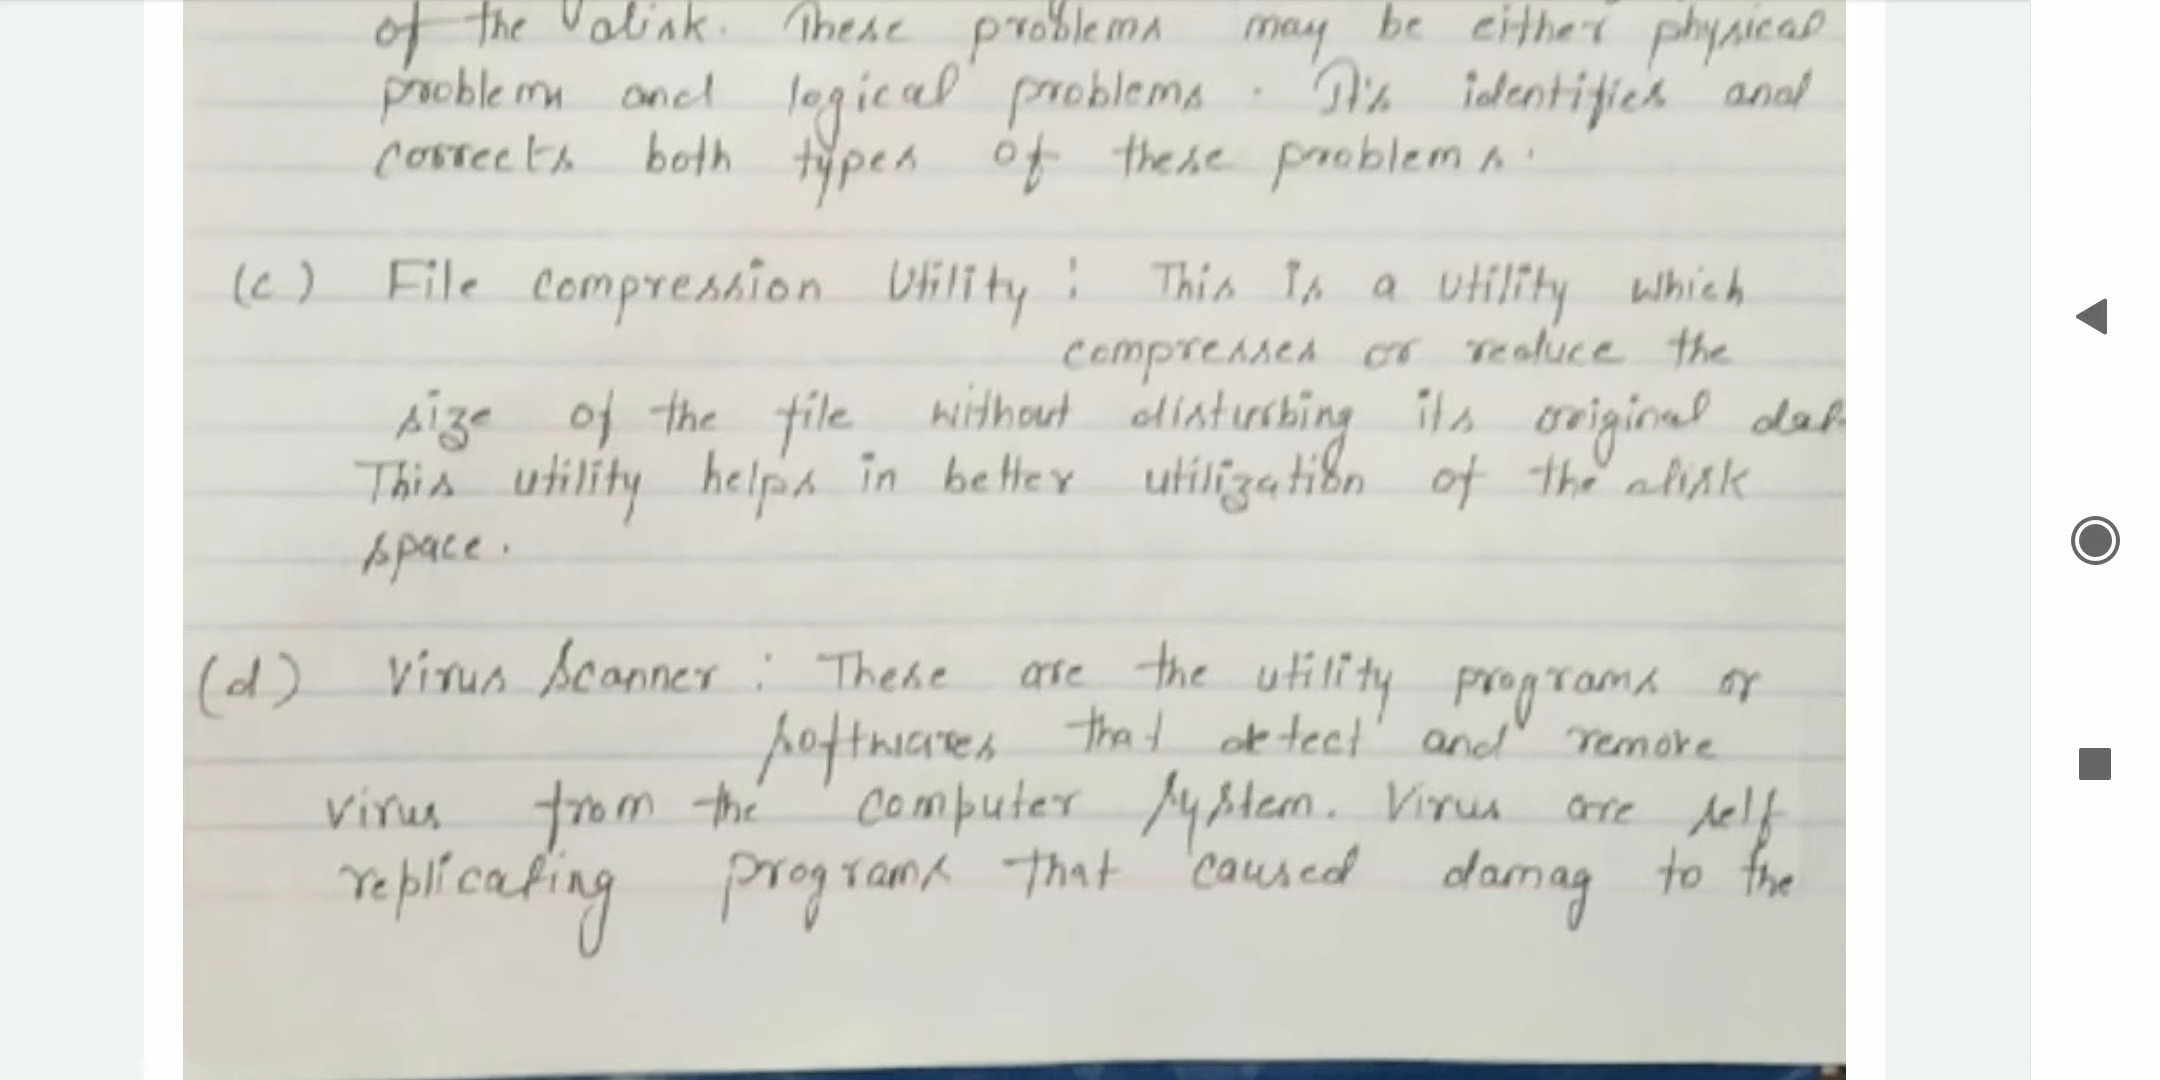 of the disk. These problems may be either physical
problems and logical problems. It's identifies and
corrects both types of these problems.
(c) File compression Utility : This is a utility which
compresses or reduce the
size of the file without disturbing its original
This utility helps in better utilization of the disk
space.
(d) Virus Scanner : These are the utility programs or
softwares that detect and remove
virus from the computer system. Virus are self
replicating programs that caused damag to the